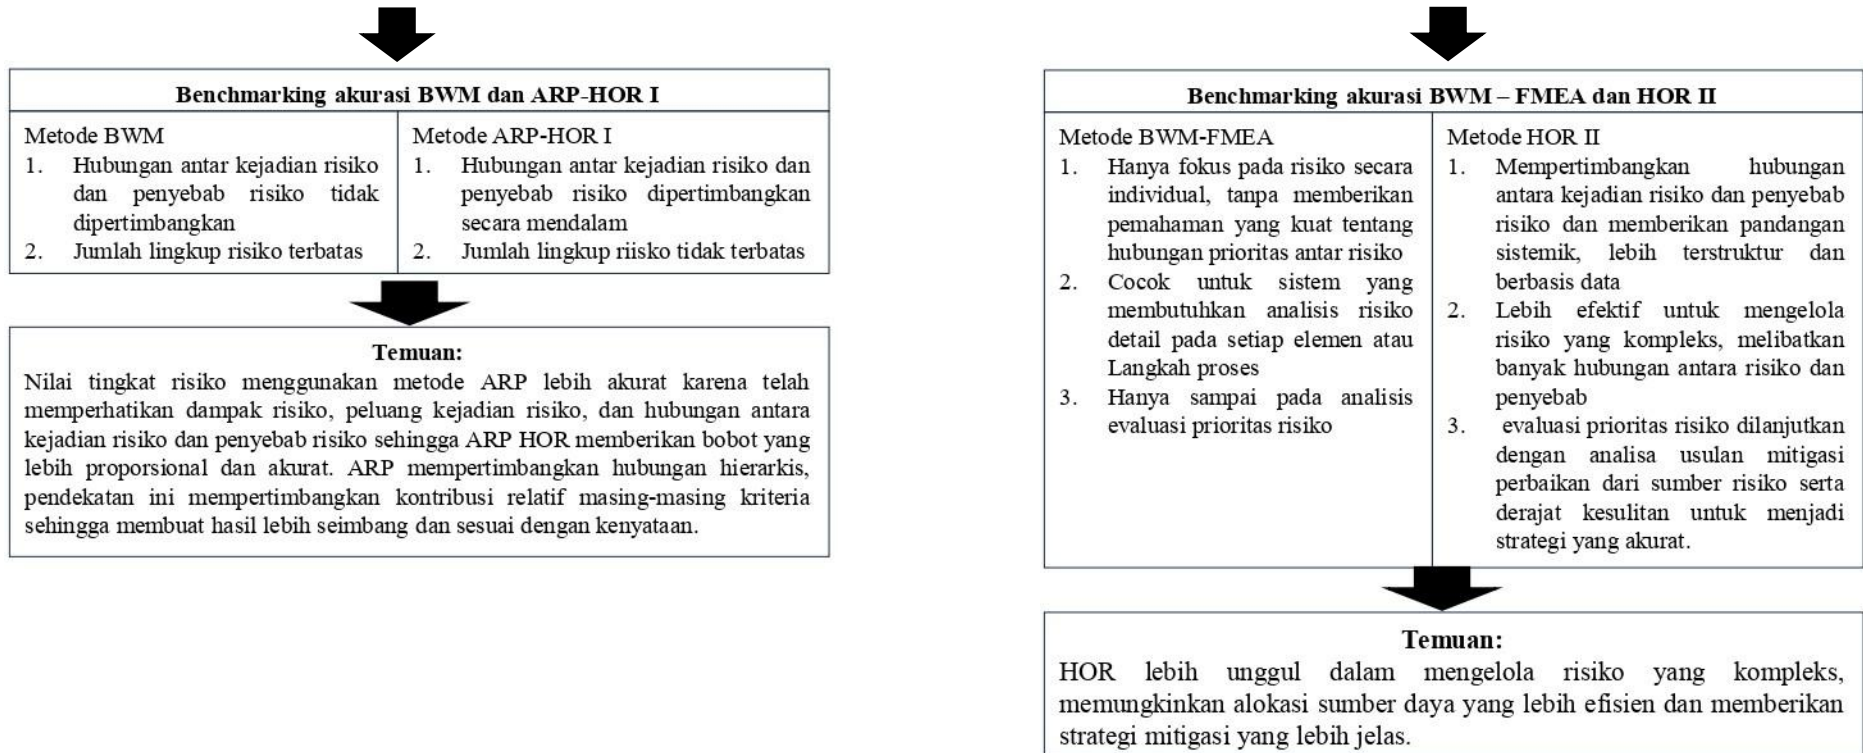 Benchmarking akurasi BWM dan ARP-HOR I
Metode BWM
1. Hubungan antar kejadian risiko
dan penyebab risiko tidak
dipertimbangkan
2. Jumlah lingkup risiko terbatas
Metode ARP-HOR I
1. Hubungan antar kejadian risiko dan
penyebab risiko dipertimbangkan
secara mendalam
2. Jumlah lingkup riisko tidak terbatas
Temuan:
Nilai tingkat risiko menggunakan metode ARP lebih akurat karena telah
memperhatikan dampak risiko, peluang kejadian risiko, dan hubungan antara
kejadian risiko dan penyebab risiko sehingga ARP HOR memberikan bobot yang
lebih proporsional dan akurat. ARP mempertimbangkan hubungan hierarkis,
pendekatan ini mempertimbangkan kontribusi relatif masing-masing kriteria
sehingga membuat hasil lebih seimbang dan sesuai dengan kenyataan.
Benchmarking akurasi BWM – FMEA dan HOR II
Metode BWM-FMEA
1. Hanya fokus pada risiko secara
individual, tanpa memberikan
pemahaman yang kuat tentang
hubungan prioritas antar risiko
2. Cocok untuk sistem yang
membutuhkan analisis risiko
detail pada setiap elemen atau
Langkah proses
3. Hanya sampai pada analisis
evaluasi prioritas risiko
Metode HOR II
1. Mempertimbangkan hubungan
antara kejadian risiko dan penyebab
risiko dan memberikan pandangan
sistemik, lebih terstruktur dan
berbasis data
2. Lebih efektif untuk mengelola
risiko yang kompleks, melibatkan
banyak hubungan antara risiko dan
penyebab
3. evaluasi prioritas risiko dilanjutkan
dengan analisa usulan mitigasi
perbaikan dari sumber risiko serta
derajat kesulitan untuk menjadi
strategi yang akurat.
Temuan:
HOR lebih unggul dalam mengelola risiko yang kompleks,
memungkinkan alokasi sumber daya yang lebih efisien dan memberikan
strategi mitigasi yang lebih jelas.